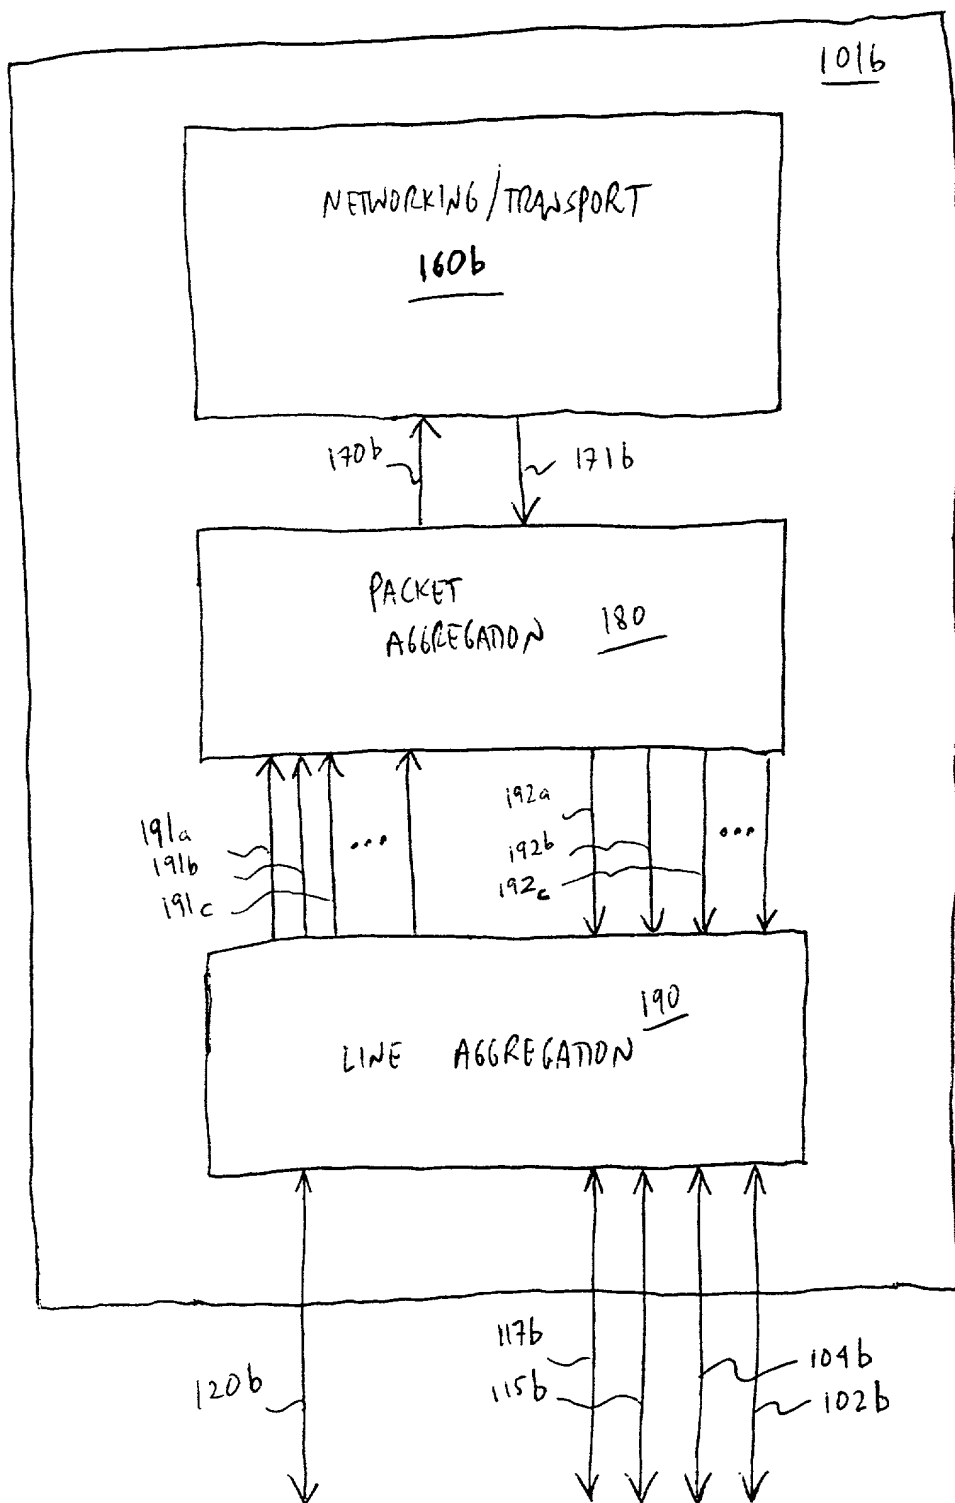 101b
NETWORKING/TRANSPORT
160b
170b
171b
PACKET
AGGREGATION 180
191a
191b
191c
...
192a
192b
192c
...
190
LINE AGGREGATION
120b
117b
115b
104b
102b